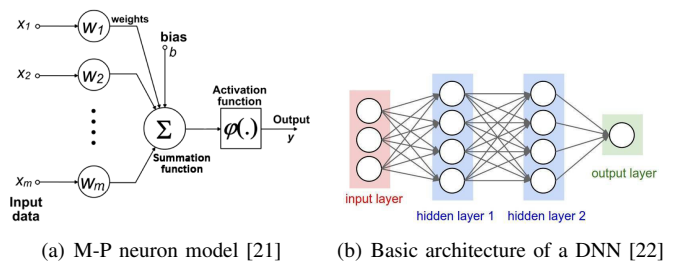 x1
W1
weights
bias
b
x2
W2
Activation
function
Output
Σ
φ(.)
y
Summation
function
xm
Wm
Input
data
input layer
hidden layer 1
hidden layer 2
output layer
(a) M-P neuron model [21]
(b) Basic architecture of a DNN [22]